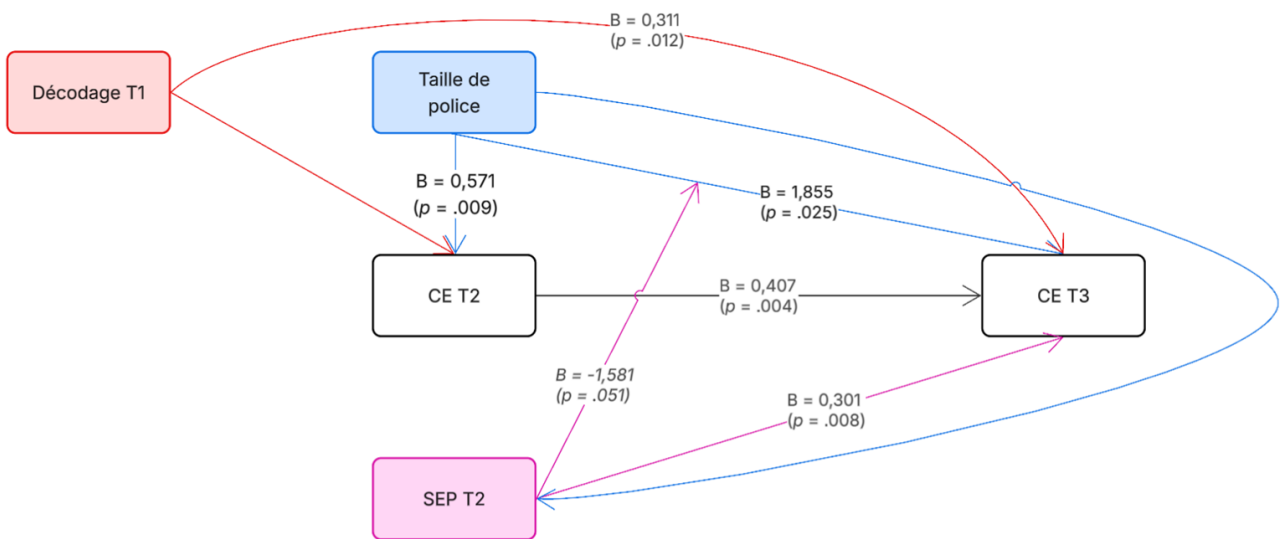 B = 0,311
(p = .012)
Décodage T1
Taille de
police
B = 0,571
(p = .009)
B = 1,855
(p = .025)
CE T2
B = 0,407
(p = .004)
CE T3
B = -1,581
(p = .051)
B = 0,301
(p = .008)
SEP T2